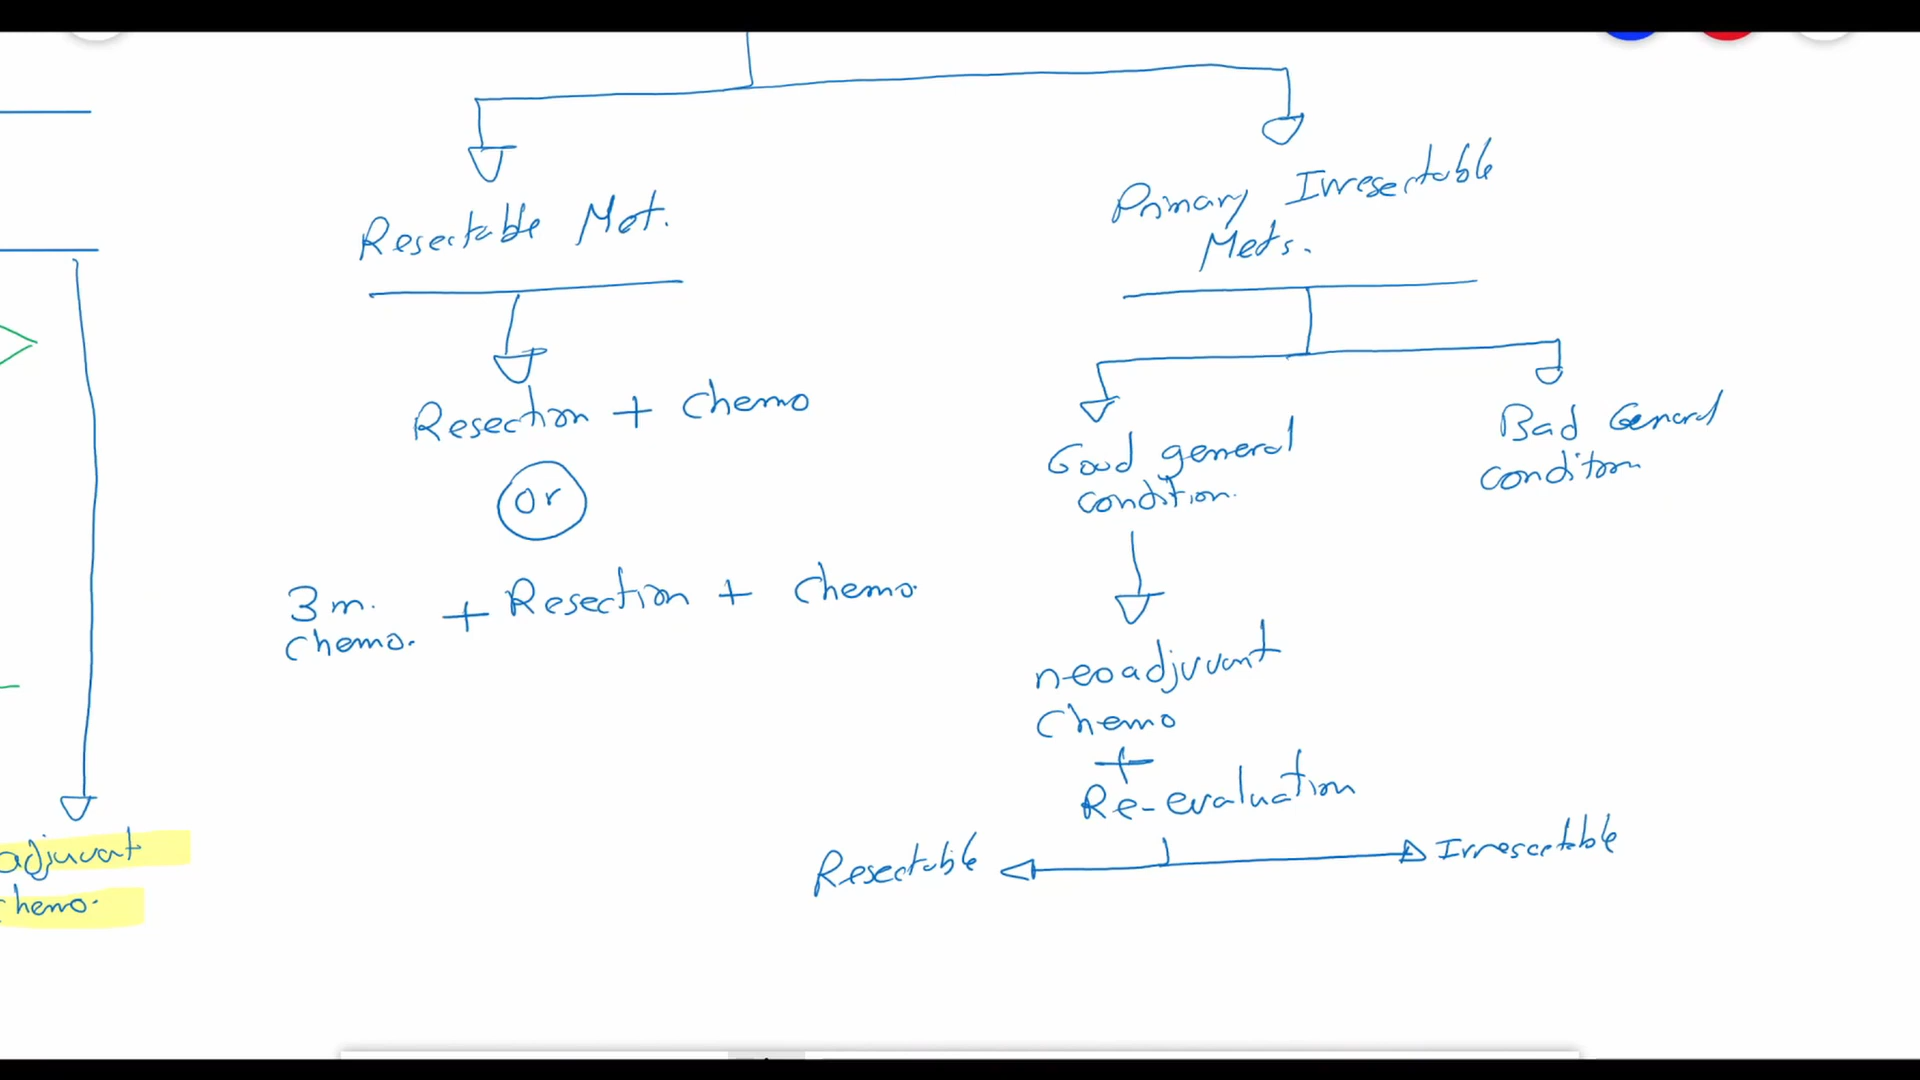 Resectable Met.
Resection + Chemo
Or
3 m. + Resection + Chemo.
Chemo.
Primary Irresectable
Mets.
Good general
condition.
neoadjuvant
Chemo
+
Re-evaluation
Resectable
Irresectable
Bad General
condition
adjuvant
chemo.